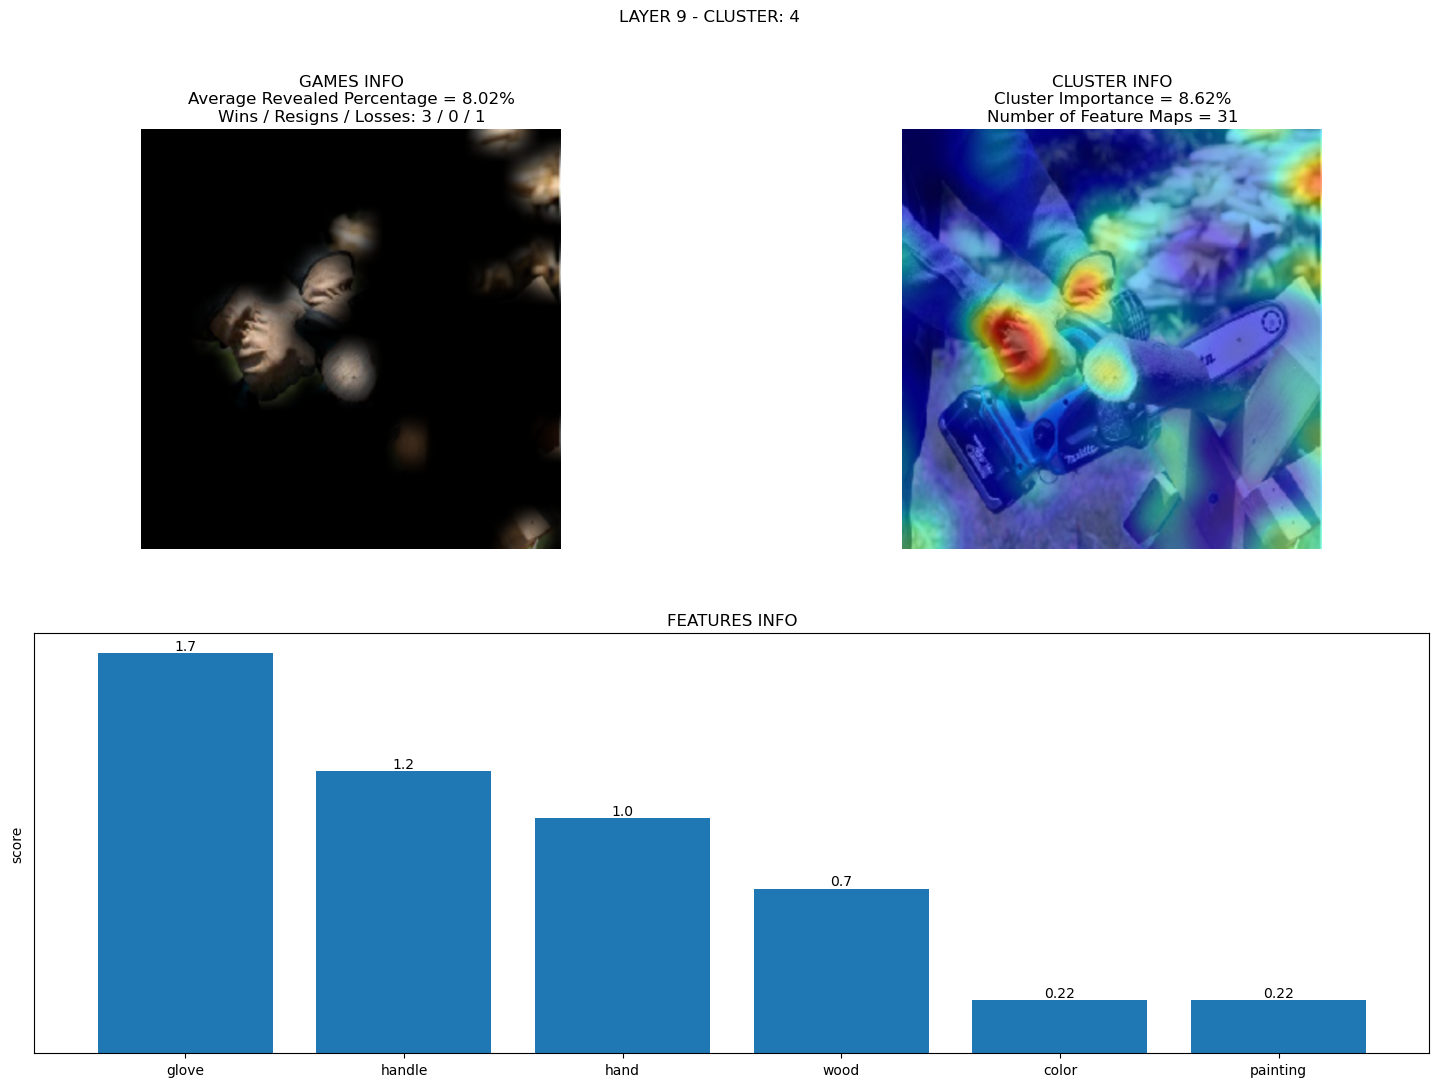 LAYER 9 - CLUSTER: 4
GAMES INFO
Average Revealed Percentage = 8.02%
Wins / Resigns / Losses: 3 / 0 / 1
CLUSTER INFO
Cluster Importance = 8.62%
Number of Feature Maps = 31
makita
FEATURES INFO
score
1.7
1.2
1.0
0.7
0.22
0.22
glove
handle
hand
wood
color
painting